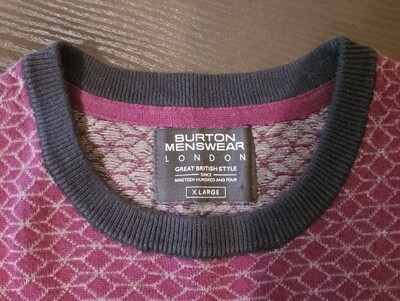 BURTON
MENSWEAR
LONDON
GREAT BRITISH STYLE
SINCE
NINETEEN HUNDRED AND FOUR
X LARGE